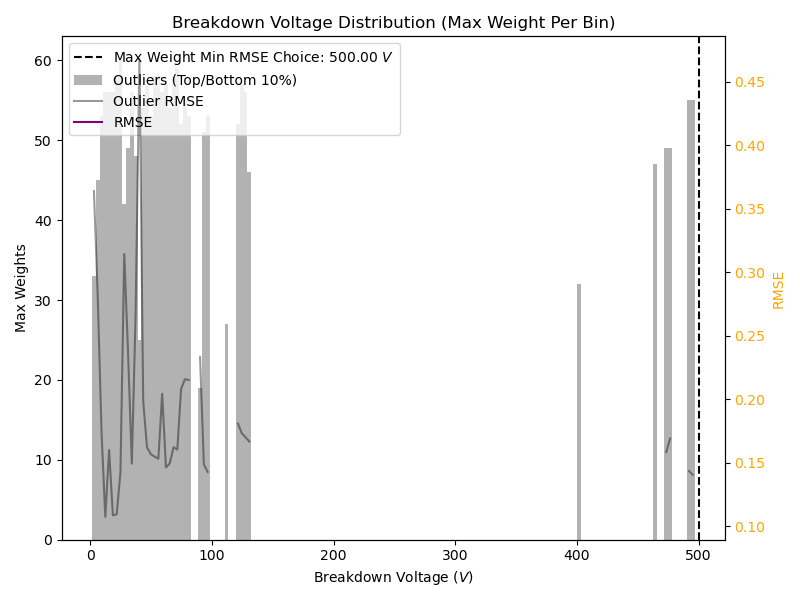 Breakdown Voltage Distribution (Max Weight Per Bin)
Max Weight Min RMSE Choice: 500.00 V
Outliers (Top/Bottom 10%)
Outlier RMSE
RMSE
60
50
40
30
20
10
0
Max Weights
0.45
0.40
0.35
0.30
0.25
0.20
0.15
0.10
RMSE
0 100 200 300 400 500
Breakdown Voltage (V)